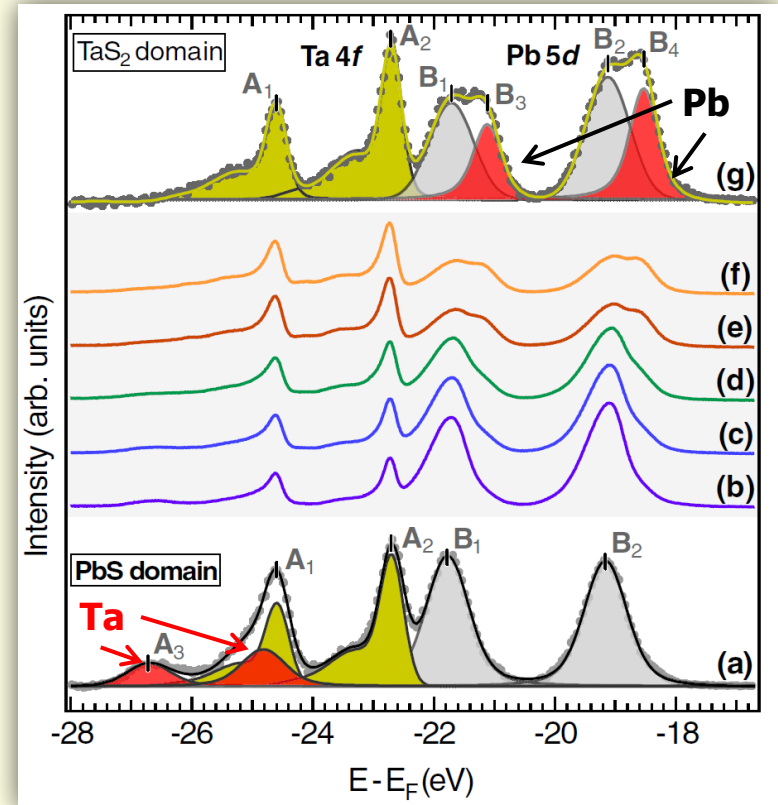 TaS₂ domain
Ta 4f
Pb 5d
A₁
A₂
B₁
B₃
B₂
B₄
Pb
(g)
(f)
(e)
(d)
(c)
(b)
Intensity (arb. units)
PbS domain
A₁
A₂
B₁
B₂
Ta
A₃
(a)
-28 -26 -24 -22 -20 -18
E - E_F (eV)